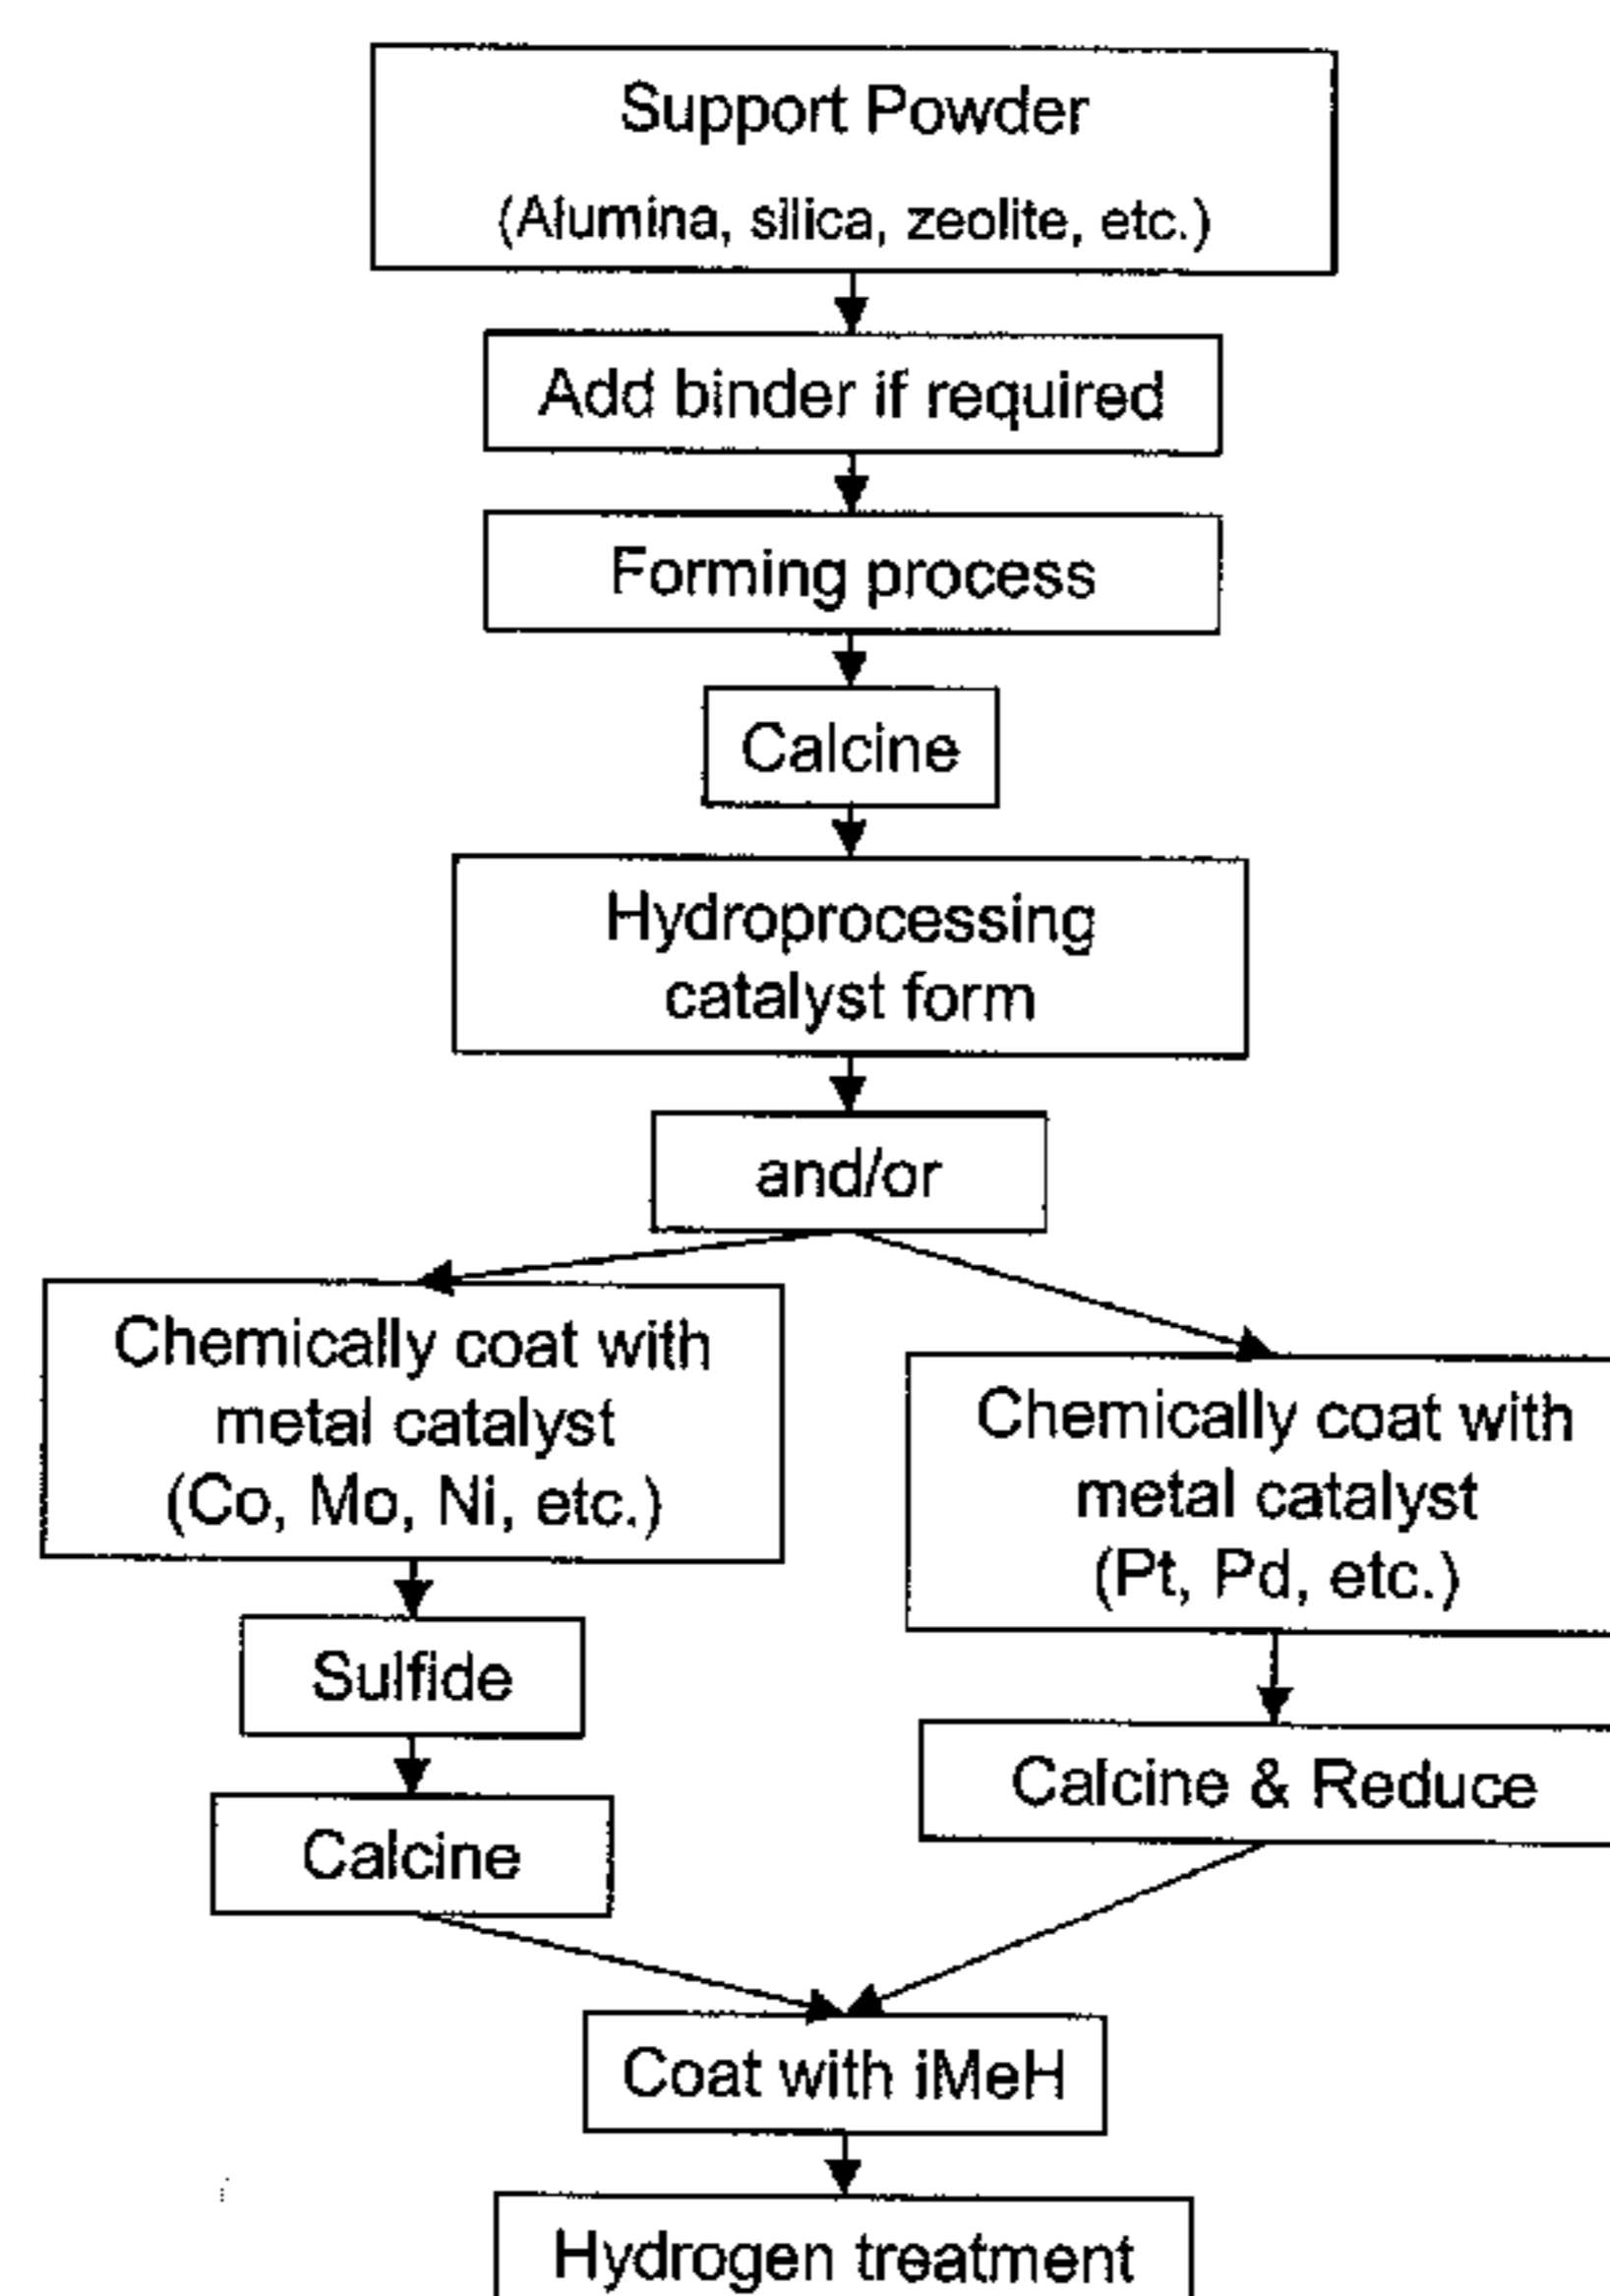 Support Powder
(Alumina, silica, zeolite, etc.)
Add binder if required
Forming process
Calcine
Hydroprocessing
catalyst form
and/or
Chemically coat with
metal catalyst
(Co, Mo, Ni, etc.)
Chemically coat with
metal catalyst
(Pt, Pd, etc.)
Sulfide
Calcine & Reduce
Calcine
Coat with iMeH
Hydrogen treatment